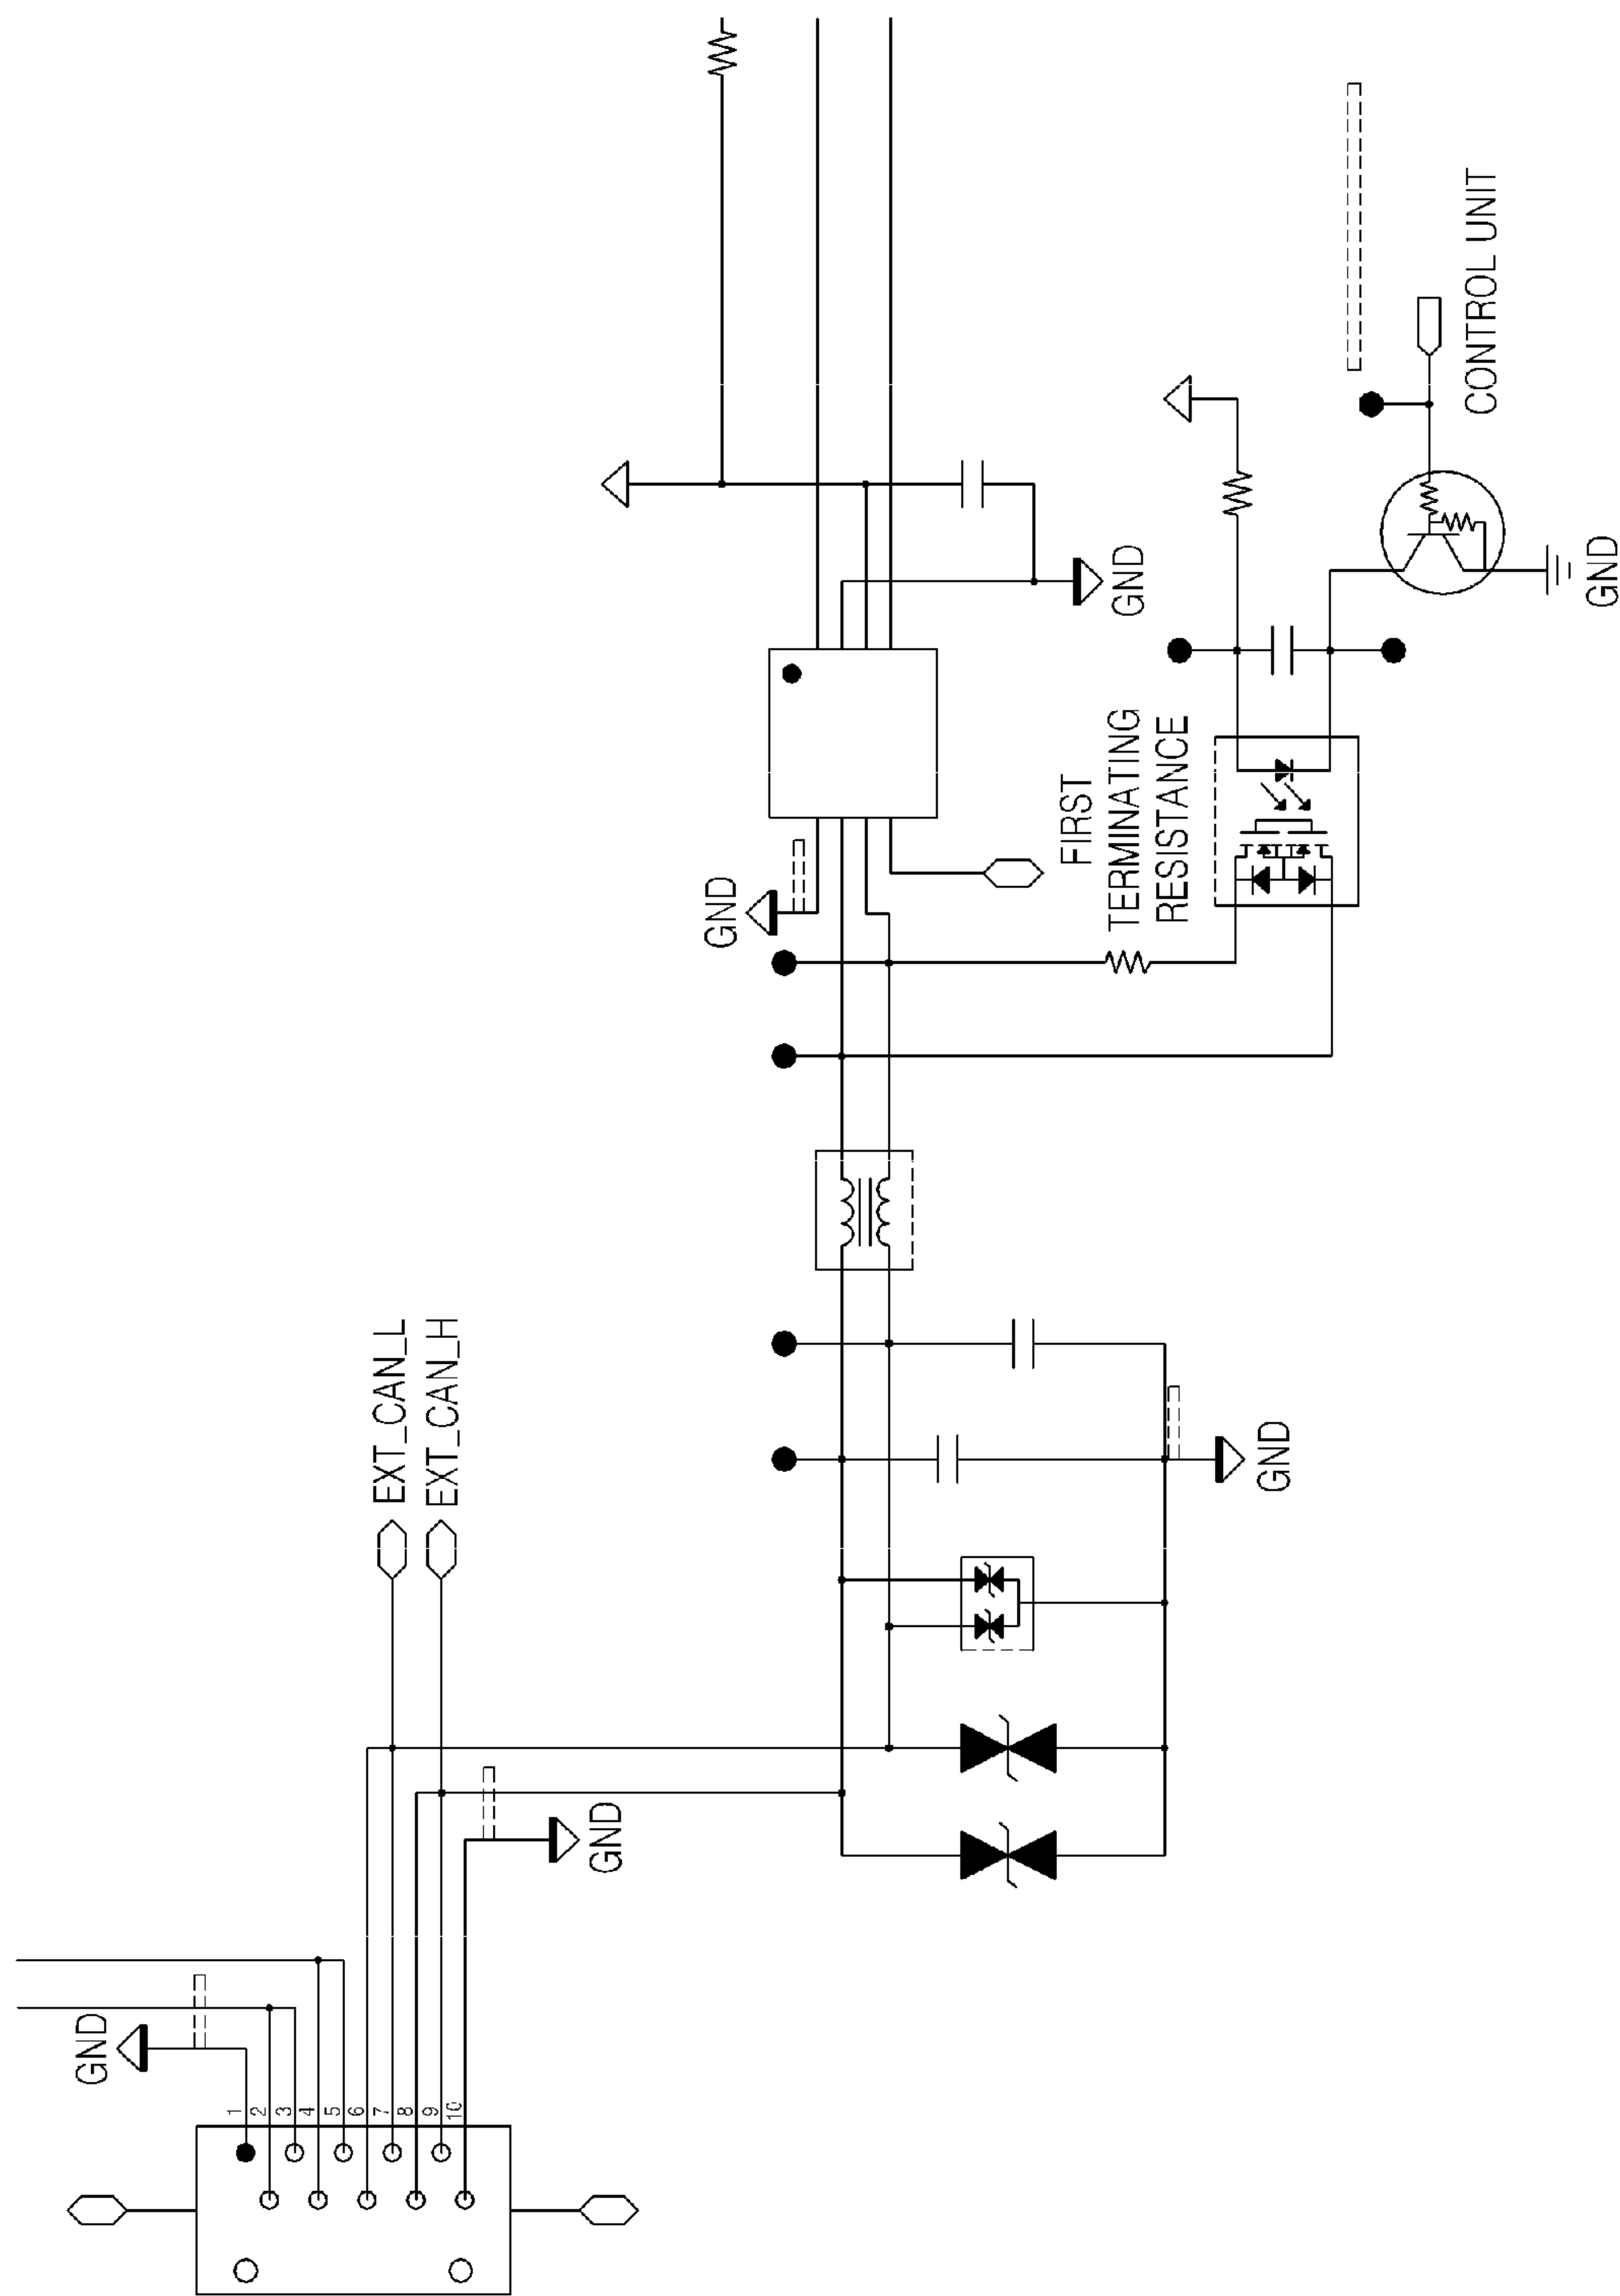 EXT_CAN_L
EXT_CAN_H
GND
GND
1
2
3
4
5
6
7
8
9
10
GND
GND
FIRST
TERMINATING
RESISTANCE
GND
CONTROL UNIT
GND